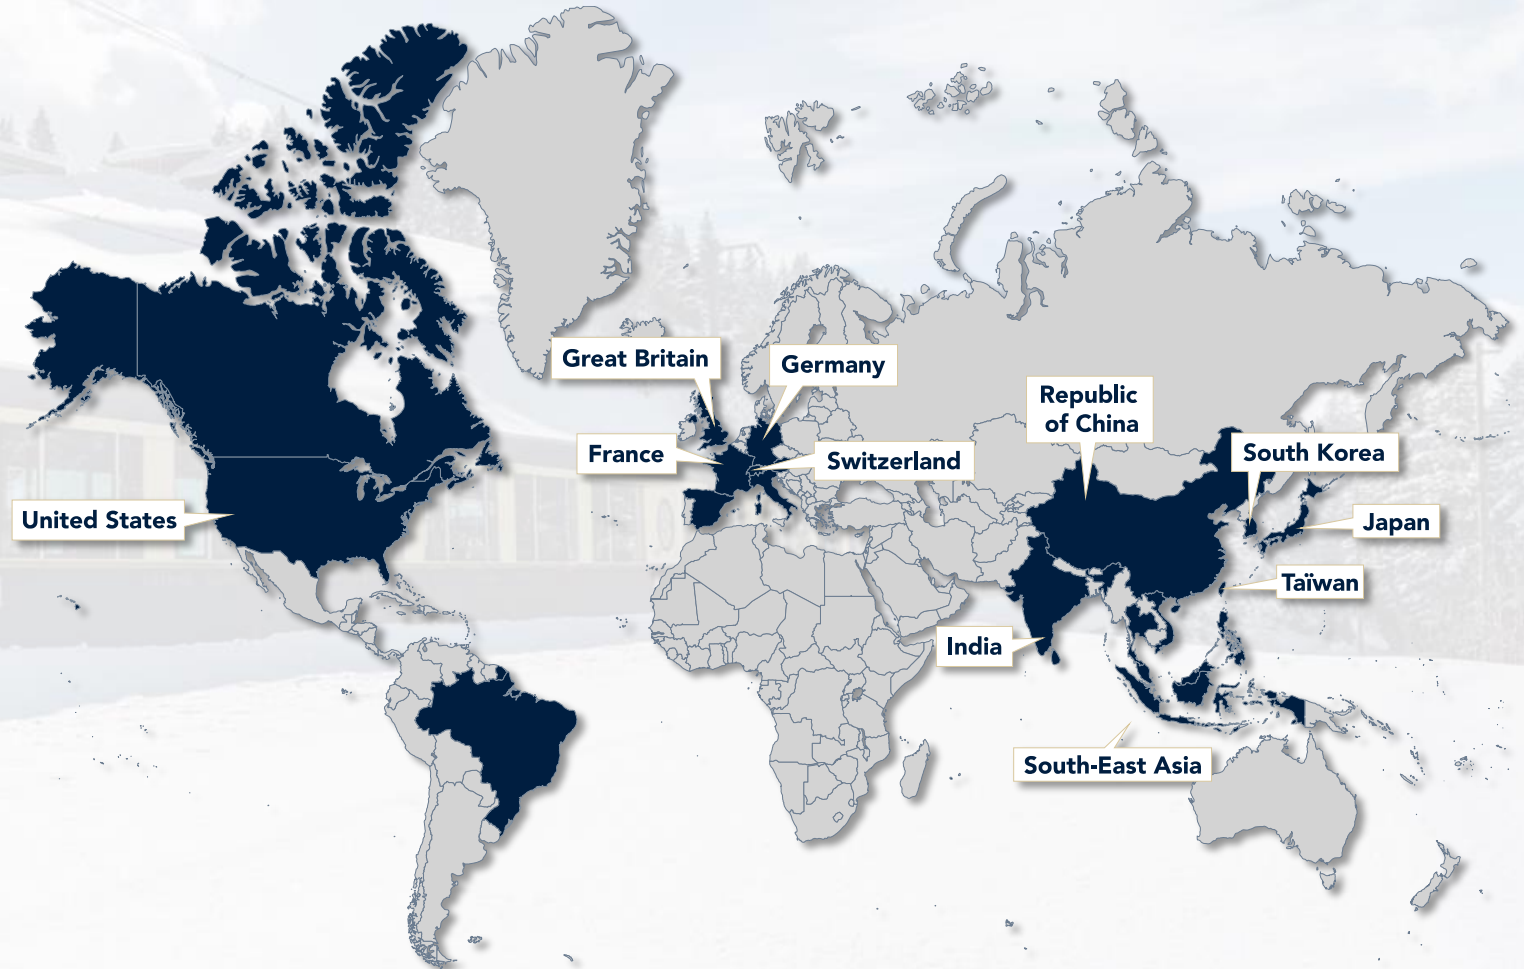 Great Britain
Germany
Republic
of China
France
Switzerland
South Korea
United States
Japan
Taïwan
India
South-East Asia